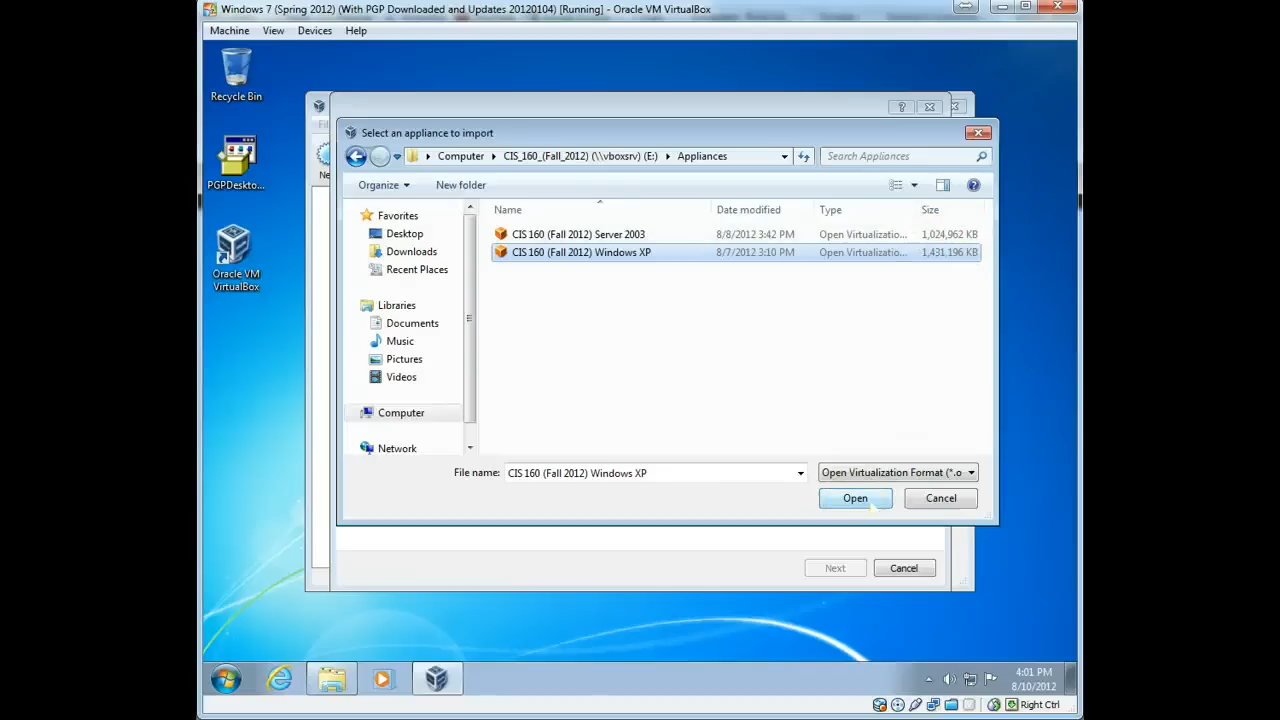 Windows 7 (Spring 2012) (With PGP Downloaded and Updates 20120104) [Running] - Oracle VM VirtualBox
Machine View Devices Help
Recycle Bin
PGPDeskto...
Oracle VM
VirtualBox
Select an appliance to import
Computer CIS_160_(Fall_2012) (\\vboxsrv) (E:) Appliances Search Appliances
Organize New folder
Name Date modified Type Size
CIS 160 (Fall 2012) Server 2003 8/8/2012 3:42 PM Open Virtualizatio... 1,024,962 KB
CIS 160 (Fall 2012) Windows XP 8/7/2012 3:10 PM Open Virtualizatio... 1,431,196 KB
Favorites
Desktop
Downloads
Recent Places
Libraries
Documents
Music
Pictures
Videos
Computer
Network
File name: CIS 160 (Fall 2012) Windows XP Open Virtualization Format (*.o
Open Cancel
Next Cancel
4:01 PM
8/10/2012
Right Ctrl